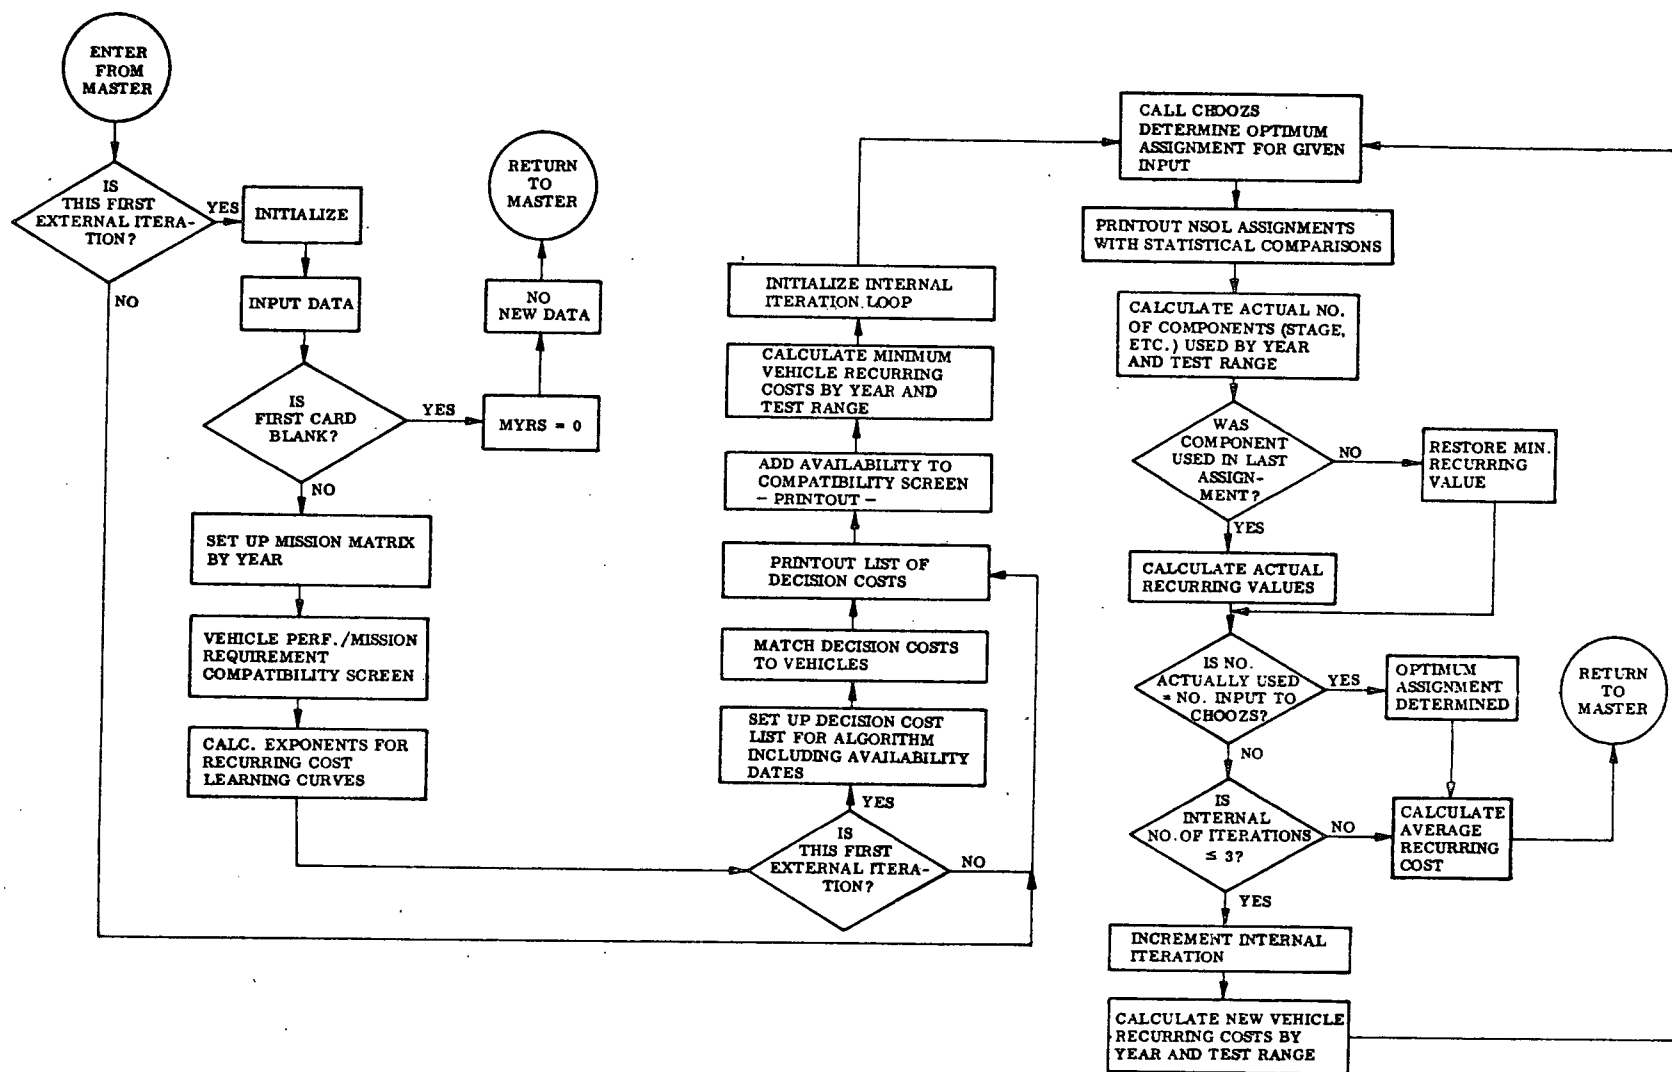 ENTER
FROM
MASTER
IS
THIS FIRST
EXTERNAL ITERA-
TION?
YES
NO
INITIALIZE
INPUT DATA
IS
FIRST CARD
BLANK?
YES
NO
MYRS = 0
NO
NEW DATA
RETURN
TO
MASTER
SET UP MISSION MATRIX
BY YEAR
VEHICLE PERF./MISSION
REQUIREMENT
COMPATIBILITY SCREEN
CALC. EXPONENTS FOR
RECURRING COST
LEARNING CURVES
IS
THIS FIRST
EXTERNAL ITERA-
TION?
YES
NO
SET UP DECISION COST
LIST FOR ALGORITHM
INCLUDING AVAILABILITY
DATES
MATCH DECISION COSTS
TO VEHICLES
PRINTOUT LIST OF
DECISION COSTS
ADD AVAILABILITY TO
COMPATIBILITY SCREEN
- PRINTOUT -
CALCULATE MINIMUM
VEHICLE RECURRING
COSTS BY YEAR AND
TEST RANGE
INITIALIZE INTERNAL
ITERATION.LOOP
CALL CHOOZS
DETERMINE OPTIMUM
ASSIGNMENT FOR GIVEN
INPUT
PRINTOUT NSOL ASSIGNMENTS
WITH STATISTICAL COMPARISONS
CALCULATE ACTUAL NO.
OF COMPONENTS (STAGE,
ETC.) USED BY YEAR
AND TEST RANGE
WAS
COMPONENT
USED IN LAST
ASSIGN-
MENT?
NO
YES
RESTORE MIN.
RECURRING
VALUE
CALCULATE ACTUAL
RECURRING VALUES
IS NO.
ACTUALLY USED
= NO. INPUT TO
CHOOZS?
YES
NO
OPTIMUM
ASSIGNMENT
DETERMINED
RETURN
TO
MASTER
IS
INTERNAL
NO. OF ITERATIONS
≤ 3?
NO
YES
CALCULATE
AVERAGE
RECURRING
COST
INCREMENT INTERNAL
ITERATION
CALCULATE NEW VEHICLE
RECURRING COSTS BY
YEAR AND TEST RANGE